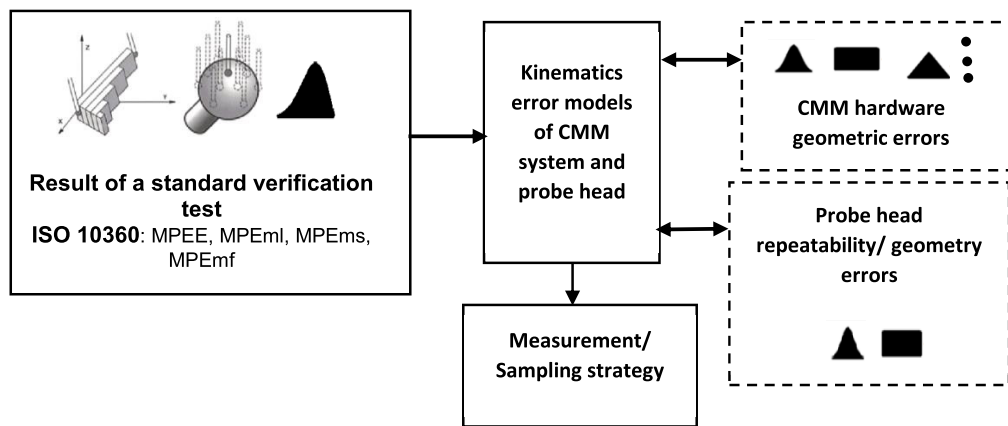 Z
Y
X
Result of a standard verification
test
ISO 10360: MPEE, MPEml, MPEms,
MPEmf
Kinematics
error models
of CMM
system and
probe head
CMM hardware
geometric errors
Probe head
repeatability/ geometry
errors
Measurement/
Sampling strategy